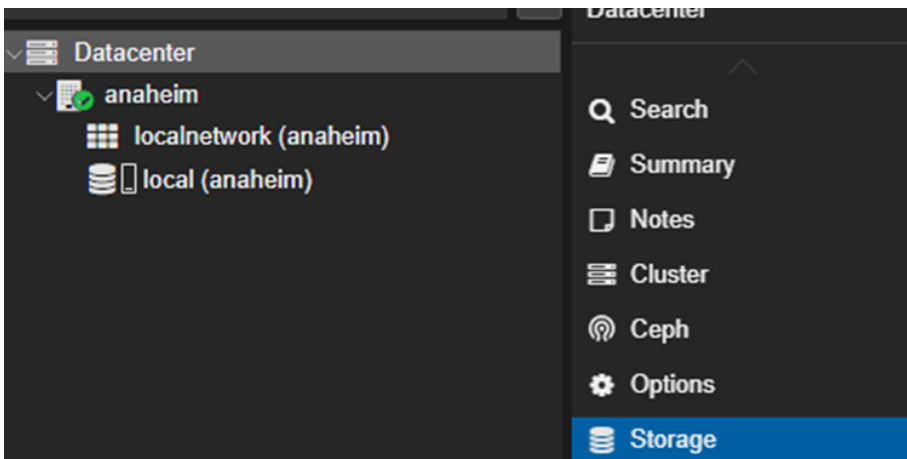 Datacenter
Datacenter
anaheim
localnetwork (anaheim)
local (anaheim)
Search
Summary
Notes
Cluster
Ceph
Options
Storage